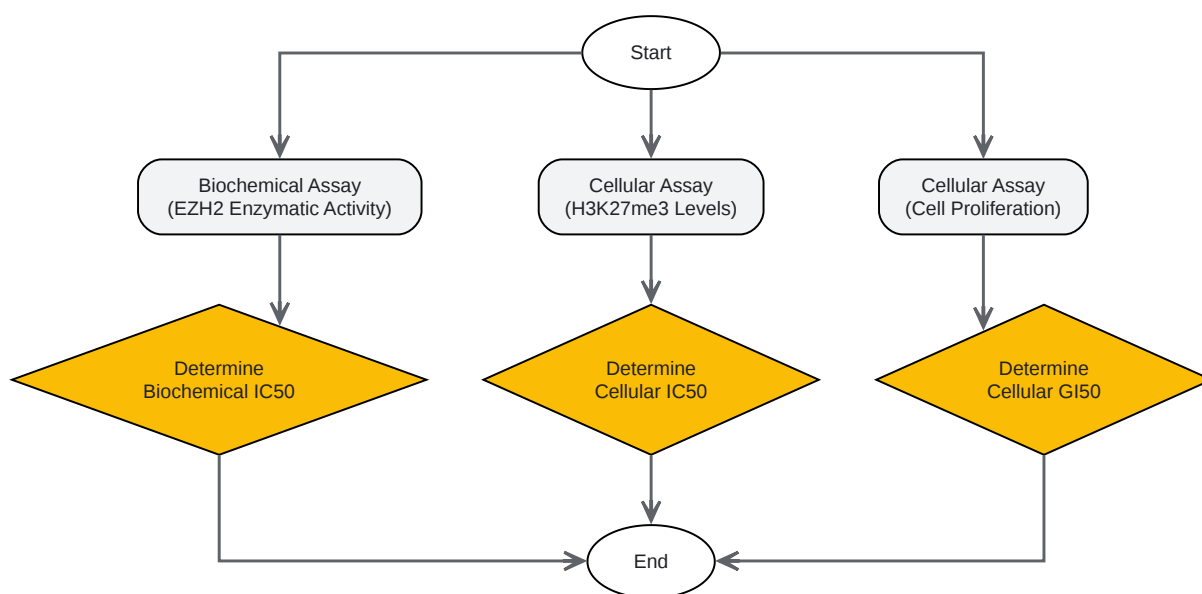 Start
Biochemical Assay
(EZH2 Enzymatic Activity)
Cellular Assay
(H3K27me3 Levels)
Cellular Assay
(Cell Proliferation)
Determine
Biochemical IC50
Determine
Cellular IC50
Determine
Cellular GI50
End